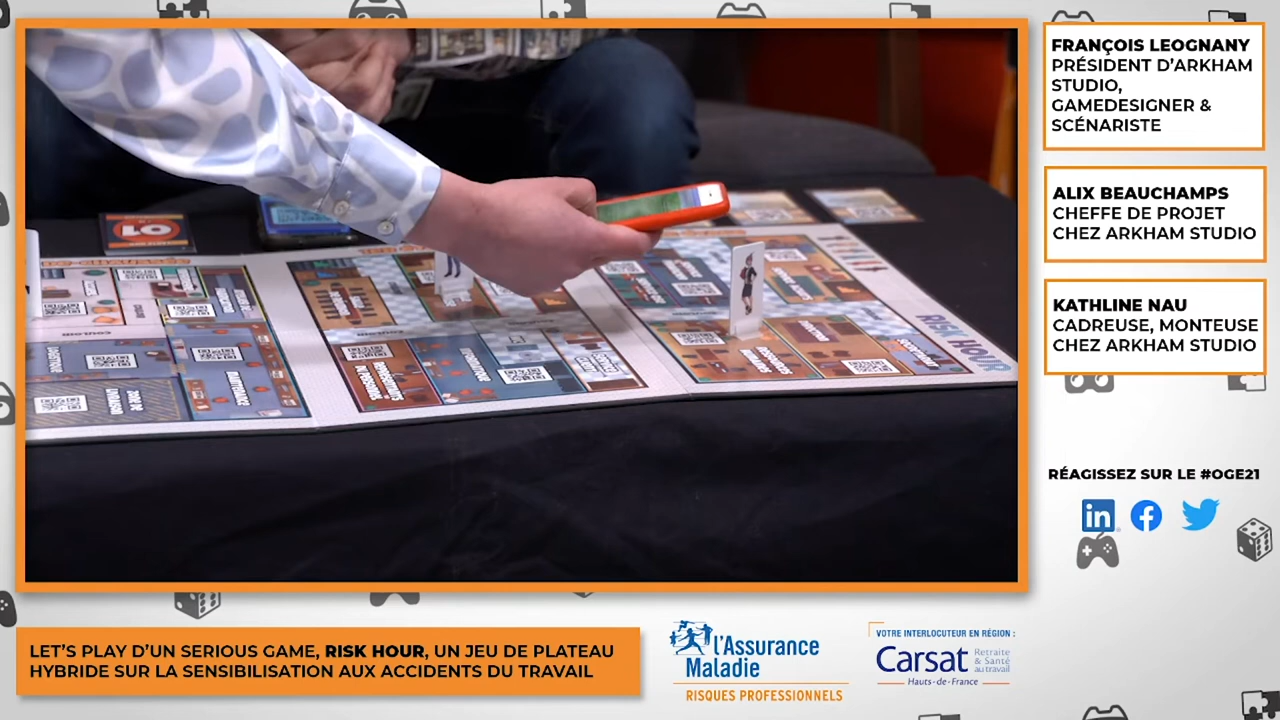 FRANÇOIS LEOGNANY
PRÉSIDENT D'ARKHAM
STUDIO,
GAMEDESIGNER &
SCÉNARISTE
ALIX BEAUCHAMPS
CHEFFE DE PROJET
CHEZ ARKHAM STUDIO
KATHLINE NAU
CADREUSE, MONTEUSE
CHEZ ARKHAM STUDIO
RÉAGISSEZ SUR LE #OGE21
in
LO
COULOIR
RISK HOUR
LET'S PLAY D'UN SERIOUS GAME, RISK HOUR, UN JEU DE PLATEAU
HYBRIDE SUR LA SENSIBILISATION AUX ACCIDENTS DU TRAVAIL
l'Assurance
Maladie
RISQUES PROFESSIONNELS
VOTRE INTERLOCUTEUR EN RÉGION :
Carsat
Retraite
& Santé
au travail
Hauts-de-France